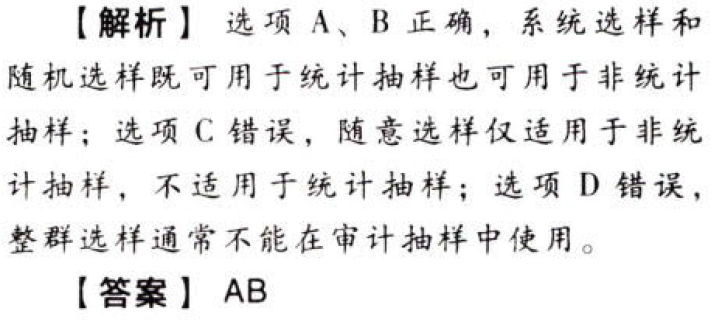 【解析】 选项 A、B 正确，系统选样和
随机选样既可用于统计抽样也可用于非统计
抽样；选项 C 错误，随意选样仅适用于非统
计抽样，不适用于统计抽样；选项 D 错误，
整群选样通常不能在审计抽样中使用。
【答案】 AB